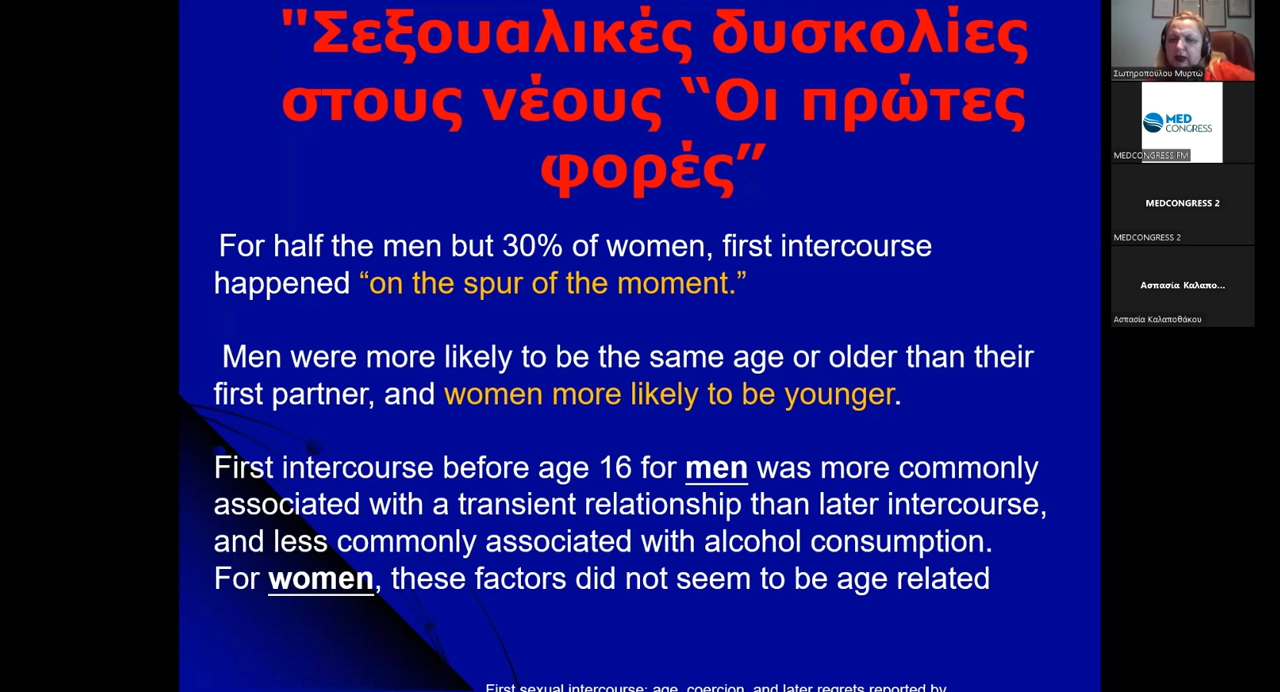 "Σεξουαλικές δυσκολίες
στους νέους “Οι πρώτες
φορές”
For half the men but 30% of women, first intercourse
happened “on the spur of the moment.”
Men were more likely to be the same age or older than their
first partner, and women more likely to be younger.
First intercourse before age 16 for men was more commonly
associated with a transient relationship than later intercourse,
and less commonly associated with alcohol consumption.
For women, these factors did not seem to be age related
First sexual intercourse: age, coercion, and later regrets reported by
Σωτηροπούλου Μυρτώ
MED
CONGRESS
MEDCONGRESS FM
MEDCONGRESS 2
MEDCONGRESS 2
Ασπασία Καλαπο...
Ασπασία Καλαποθάκου